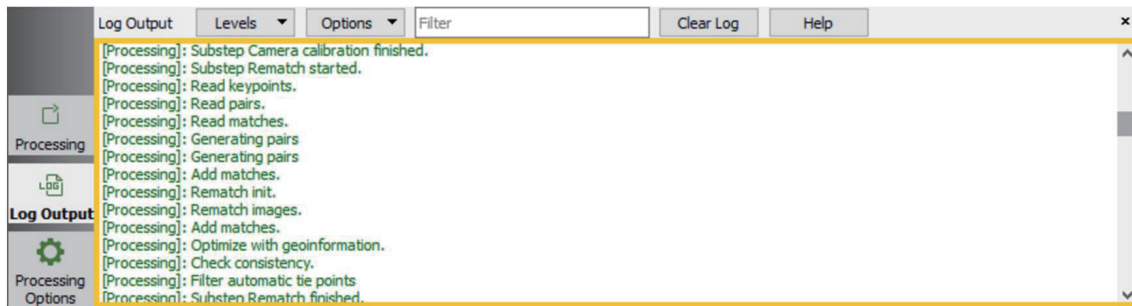 Log Output Levels Options Filter Clear Log Help x
[Processing]: Substep Camera calibration finished.
[Processing]: Substep Rematch started.
[Processing]: Read keypoints.
[Processing]: Read pairs.
[Processing]: Read matches.
[Processing]: Generating pairs
[Processing]: Generating pairs
[Processing]: Add matches.
[Processing]: Rematch init.
[Processing]: Rematch images.
[Processing]: Add matches.
[Processing]: Optimize with geoinformation.
[Processing]: Check consistency.
[Processing]: Filter automatic tie points
[Processing]: Substep Rematch finished.
Processing
LOG
Log Output
Processing
Options